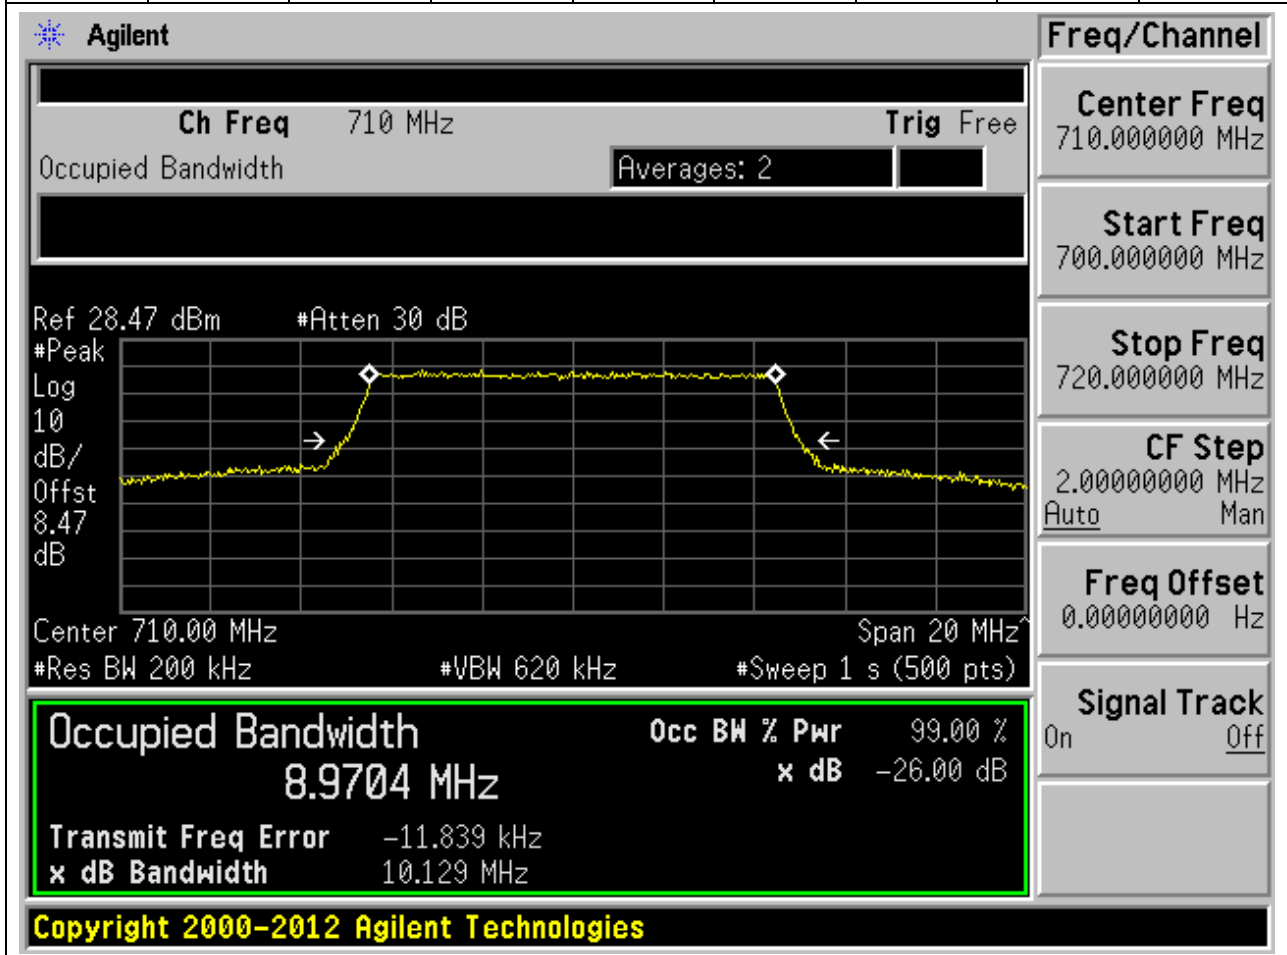 Agilent
Freq/Channel
Ch Freq 710 MHz Trig Free
Occupied Bandwidth Averages: 2
Center Freq
710.000000 MHz
Start Freq
700.000000 MHz
Stop Freq
720.000000 MHz
CF Step
2.00000000 MHz
Auto Man
Freq Offset
0.00000000 Hz
Signal Track
On Off
Ref 28.47 dBm #Atten 30 dB
#Peak
Log
10
dB/
Offst
8.47
dB
Center 710.00 MHz Span 20 MHz^
#Res BW 200 kHz #VBW 620 kHz #Sweep 1 s (500 pts)
Occupied Bandwidth Occ BW % Pwr 99.00 %
8.9704 MHz x dB -26.00 dB
Transmit Freq Error -11.839 kHz
x dB Bandwidth 10.129 MHz
Copyright 2000-2012 Agilent Technologies